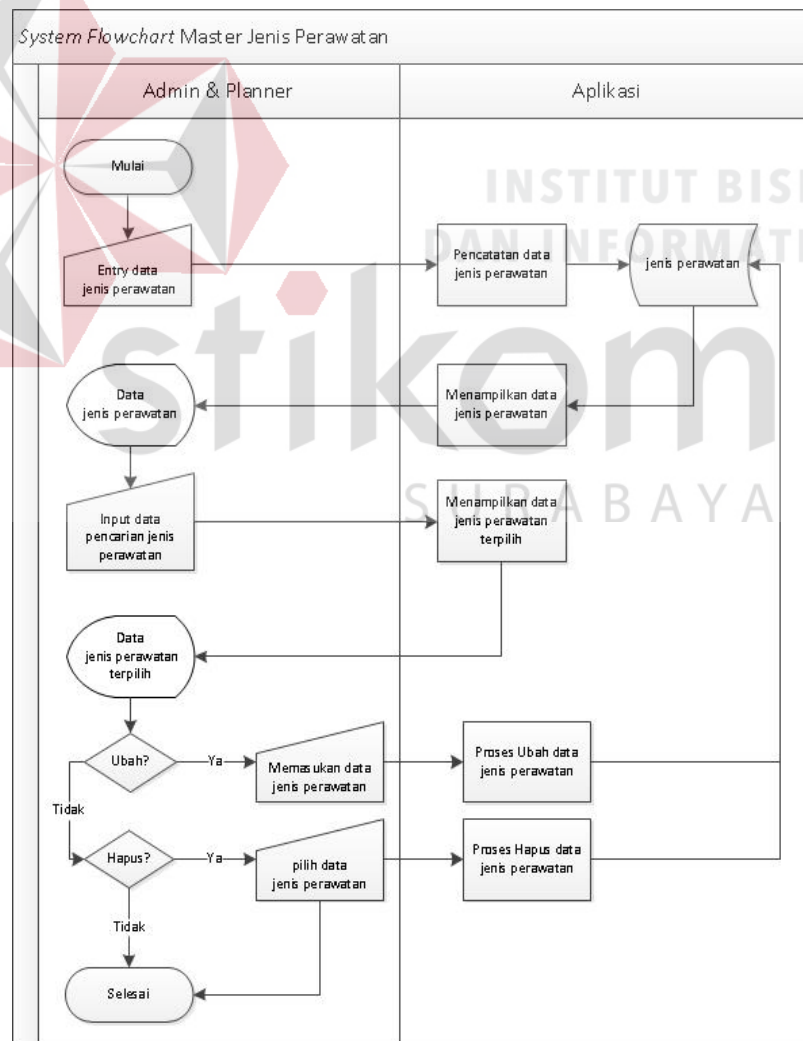 System Flowchart Master Jenis Perawatan
Admin & Planner
Aplikasi
Mulai
INSTITUT BISI
DAN INFORMATI
Entry data
jenis perawatan
Pencatatan data
jenis perawatan
jenis perawatan
stikom
SURABAYA
Data
jenis perawatan
Menampilkan data
jenis perawatan
Input data
pencarian jenis
perawatan
Menampilkan data
jenis perawatan
terpilih
Data
jenis perawatan
terpilih
Ubah?
Ya
Memasukan data
jenis perawatan
Proses Ubah data
jenis perawatan
Tidak
Hapus?
Ya
pilih data
jenis perawatan
Proses Hapus data
jenis perawatan
Tidak
Selesai